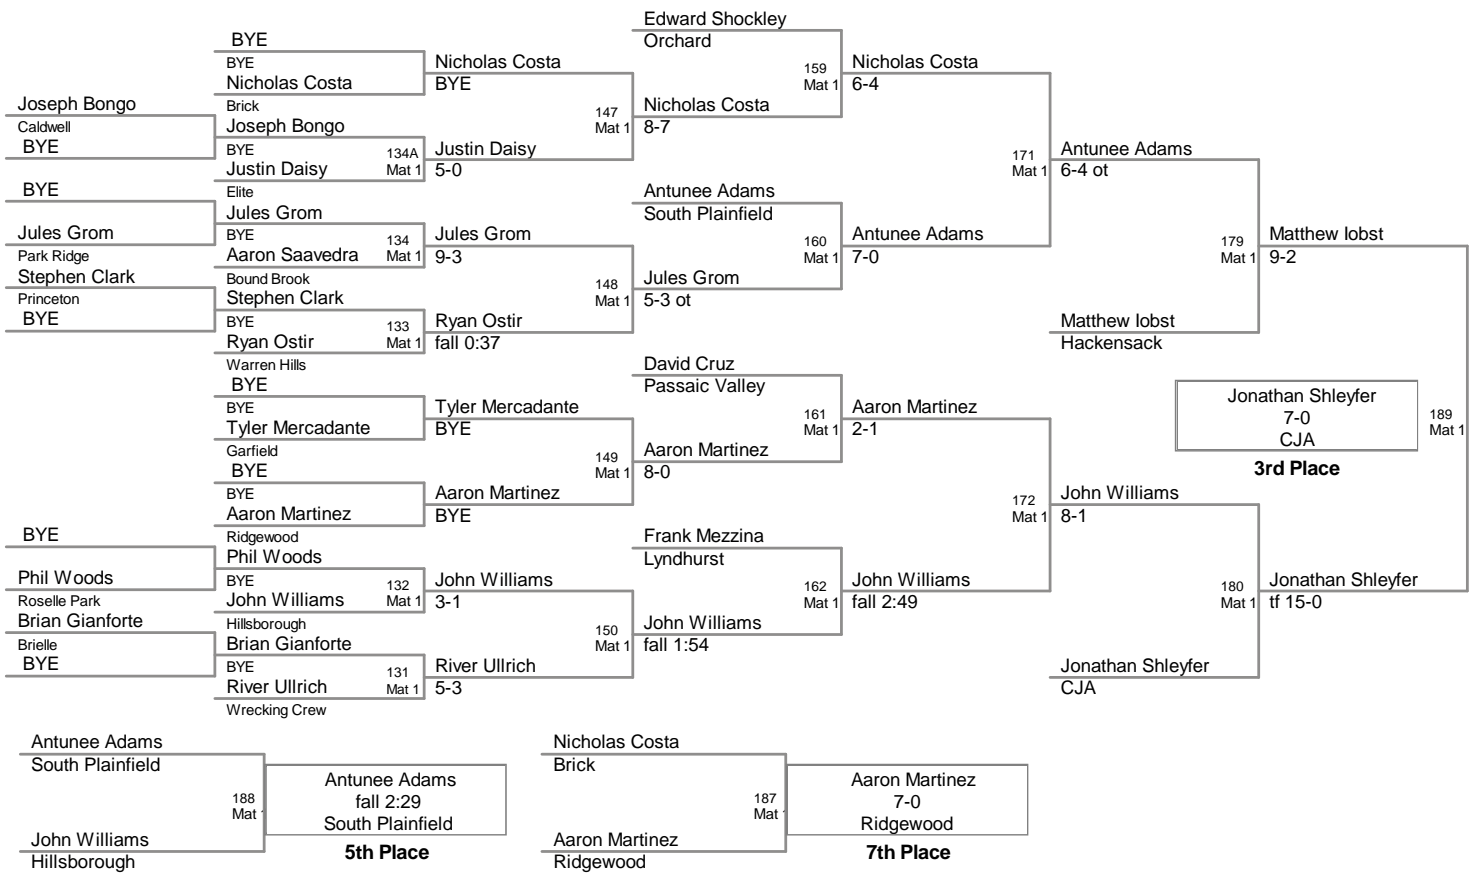 Edward Shockley
Orchard
BYE
BYE
Nicholas Costa
Brick
Nicholas Costa
BYE
159
Mat 1
Nicholas Costa
6-4
Joseph Bongo
Caldwell
BYE
Joseph Bongo
BYE
Justin Daisy
Elite
134A
Mat 1
Justin Daisy
5-0
147
Mat 1
Nicholas Costa
8-7
171
Mat 1
Antunee Adams
6-4 ot
BYE
Jules Grom
Park Ridge
Jules Grom
BYE
Aaron Saavedra
Bound Brook
134
Mat 1
Jules Grom
9-3
Antunee Adams
South Plainfield
160
Mat 1
Antunee Adams
7-0
179
Mat 1
Matthew Iobst
9-2
Stephen Clark
Princeton
BYE
Stephen Clark
BYE
Ryan Ostir
Warren Hills
133
Mat 1
Ryan Ostir
fall 0:37
148
Mat 1
Jules Grom
5-3 ot
Matthew Iobst
Hackensack
BYE
BYE
Tyler Mercadante
Garfield
Tyler Mercadante
BYE
David Cruz
Passaic Valley
161
Mat 1
Aaron Martinez
2-1
Jonathan Shleyfer
7-0
CJA
3rd Place
189
Mat 1
BYE
BYE
Aaron Martinez
Ridgewood
Aaron Martinez
BYE
149
Mat 1
Aaron Martinez
8-0
172
Mat 1
John Williams
8-1
BYE
Phil Woods
Roselle Park
Phil Woods
BYE
John Williams
Hillsborough
132
Mat 1
John Williams
3-1
Frank Mezzina
Lyndhurst
162
Mat 1
John Williams
fall 2:49
180
Mat 1
Jonathan Shleyfer
tf 15-0
Brian Gianforte
Brielle
BYE
Brian Gianforte
BYE
River Ullrich
Wrecking Crew
131
Mat 1
River Ullrich
5-3
150
Mat 1
John Williams
fall 1:54
Jonathan Shleyfer
CJA
Antunee Adams
South Plainfield
188
Mat 1
John Williams
Hillsborough
Antunee Adams
fall 2:29
South Plainfield
5th Place
Nicholas Costa
Brick
187
Mat 1
Aaron Martinez
Ridgewood
Aaron Martinez
7-0
Ridgewood
7th Place